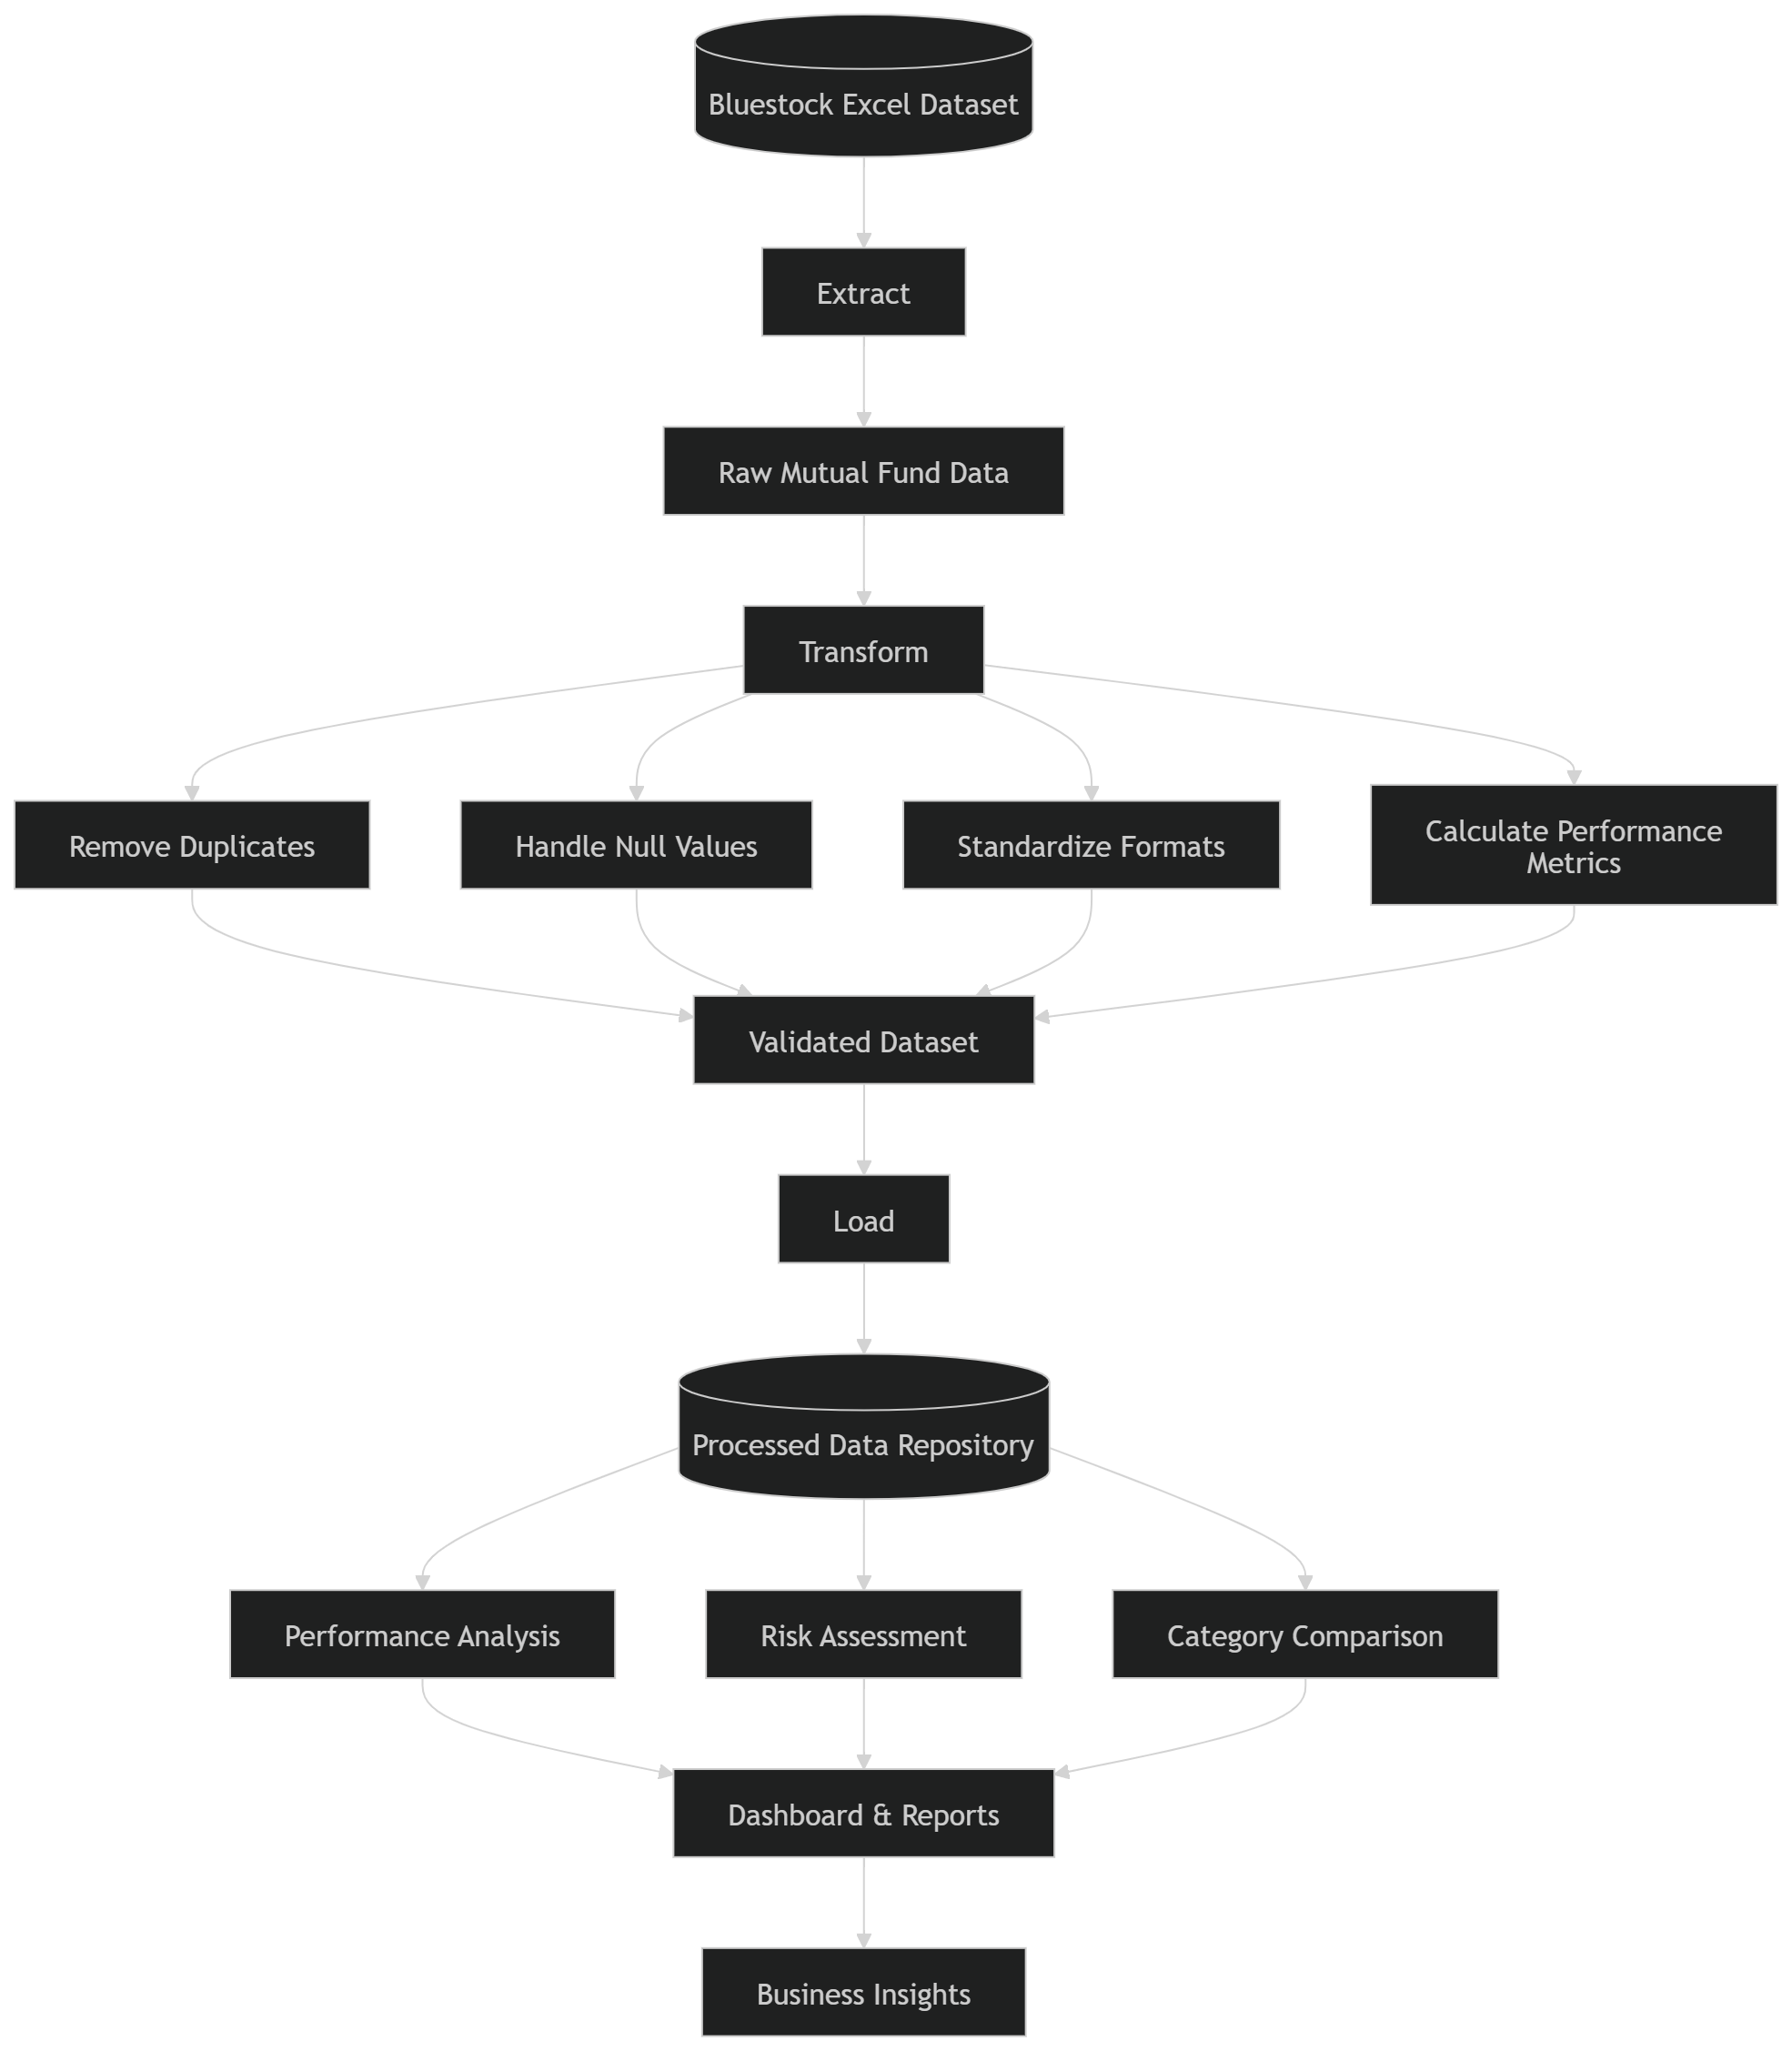 Bluestock Excel Dataset
Extract
Raw Mutual Fund Data
Transform
Remove Duplicates
Handle Null Values
Standardize Formats
Calculate Performance
Metrics
Validated Dataset
Load
Processed Data Repository
Performance Analysis
Risk Assessment
Category Comparison
Dashboard & Reports
Business Insights